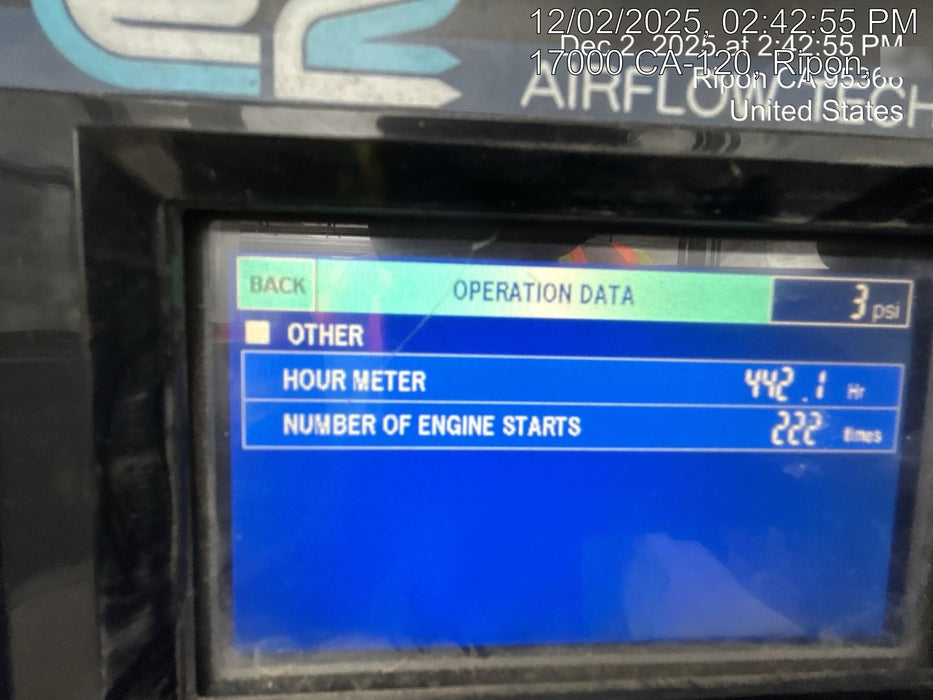 12/02/2025, 02:42:55 PM
Dec 2, 2025 at 2:42:55 PM
17000 CA-120, Ripon,
Ripon CA 95366
United States
AIRFLOW TECH
BACK
OPERATION DATA
3 psi
OTHER
HOUR METER 442.1 Hr
NUMBER OF ENGINE STARTS 222 times